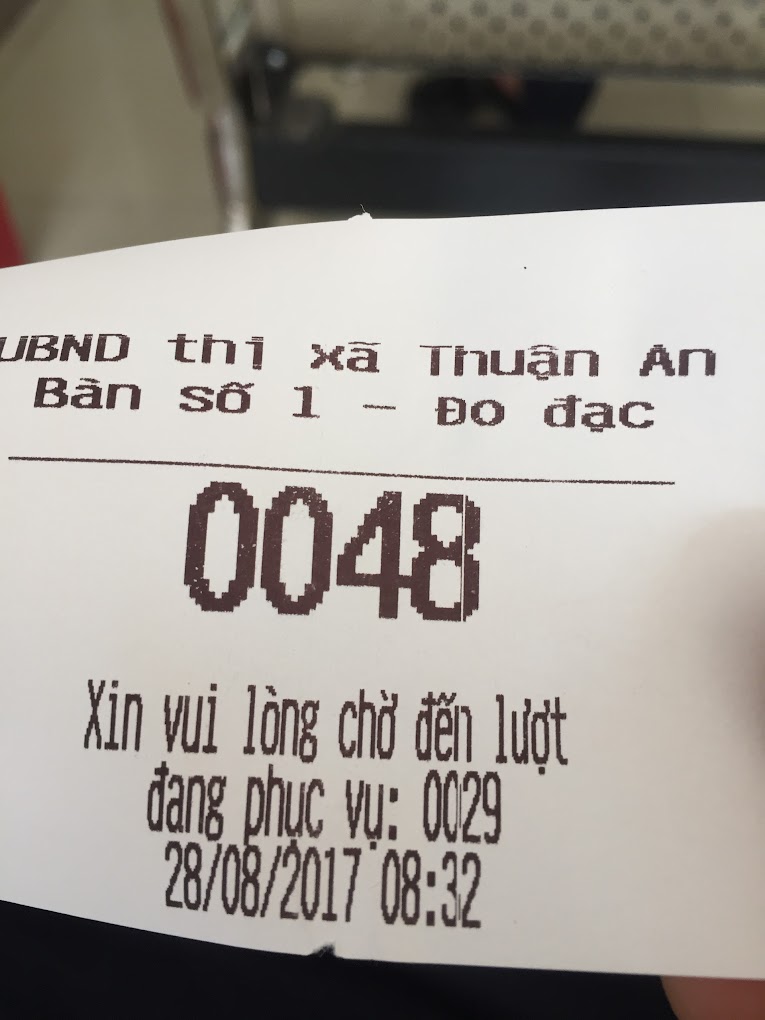 UBND thị xã Thuận An
Bàn số 1 - Đo đạc
0048
Xin vui lòng chờ đến lượt
đang phục vụ: 0029
28/08/2017 08:32